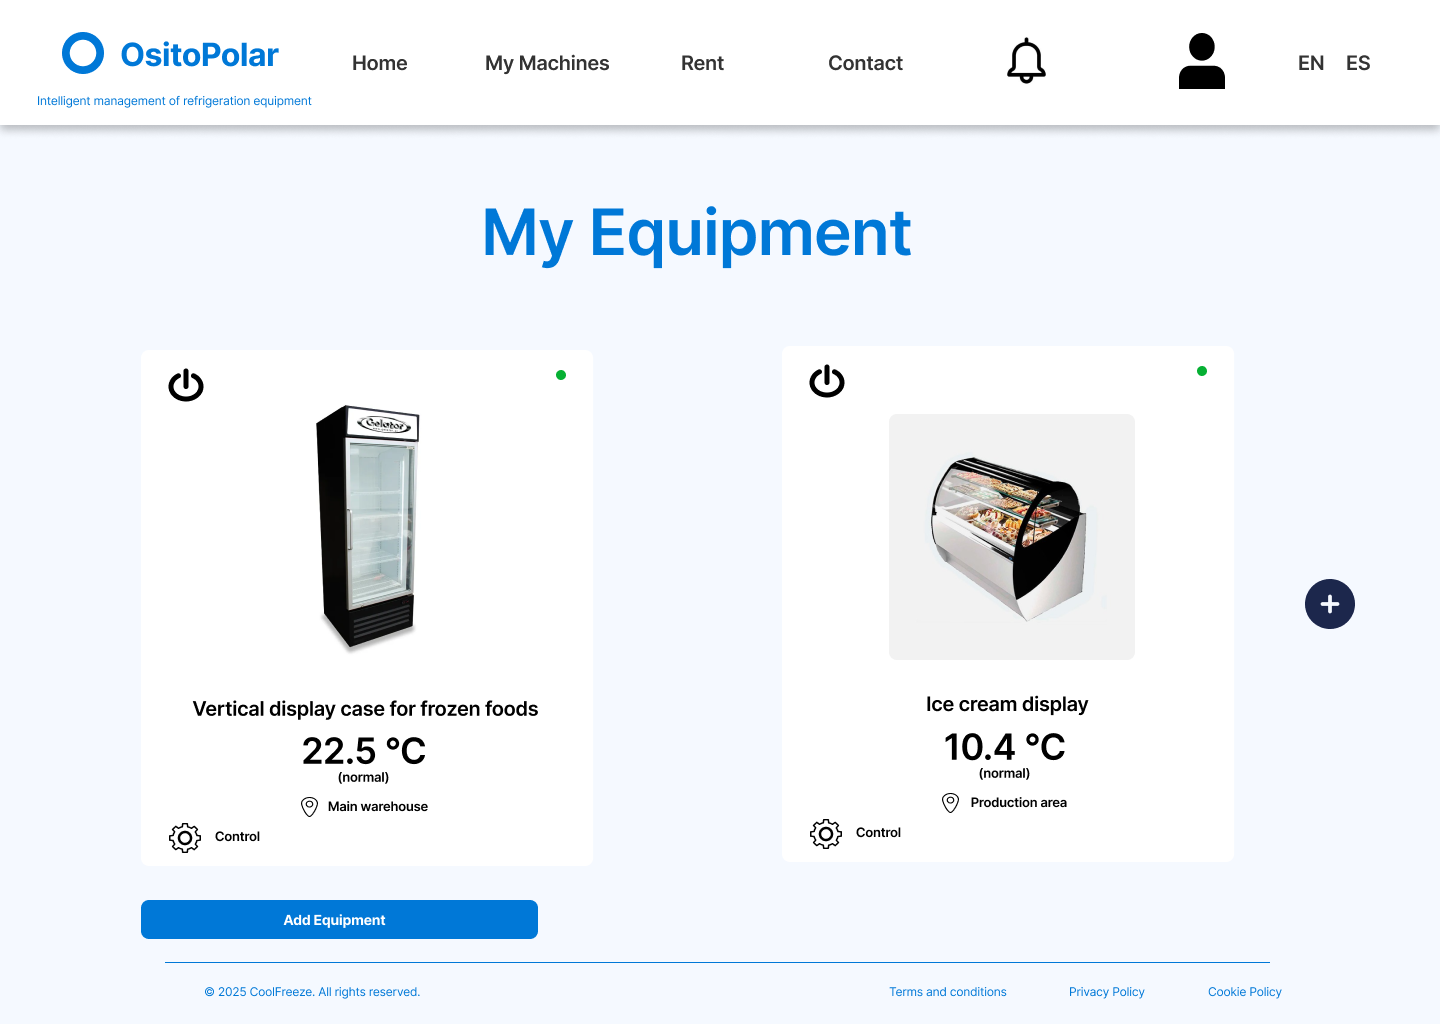 OsitoPolar
Intelligent management of refrigeration equipment
Home
My Machines
Rent
Contact
EN
ES
My Equipment
Gelator
Vertical display case for frozen foods
22.5 °C
(normal)
Main warehouse
Control
Ice cream display
10.4 °C
(normal)
Production area
Control
Add Equipment
© 2025 CoolFreeze. All rights reserved.
Terms and conditions
Privacy Policy
Cookie Policy